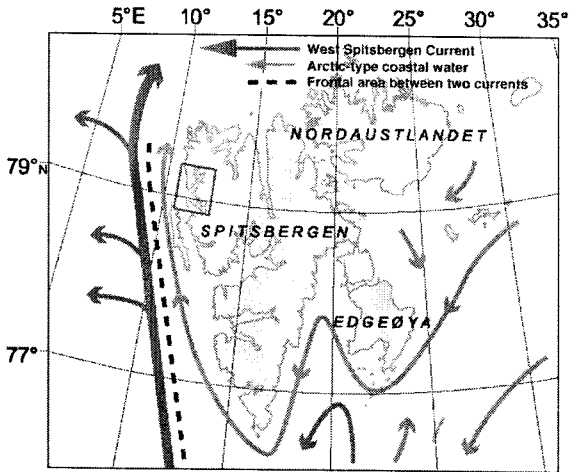 5°E 10° 15° 20° 25° 30° 35°
West Spitsbergen Current
Arctic-type coastal water
Frontal area between two currents
NORDAUSTLANDET
79°N
SPITSBERGEN
EDGEØYA
77°